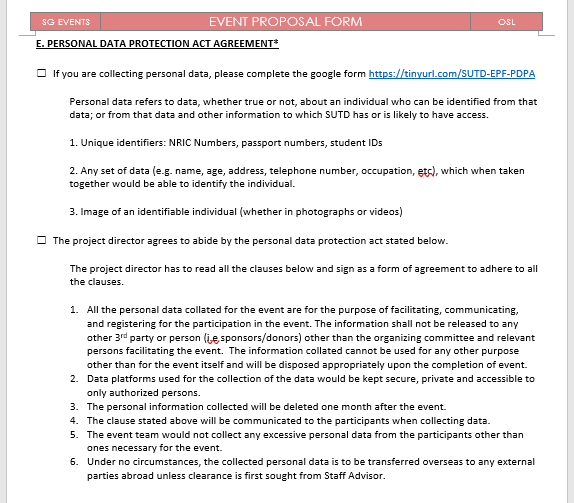 SG EVENTS EVENT PROPOSAL FORM OSL
E. PERSONAL DATA PROTECTION ACT AGREEMENT*
☐ If you are collecting personal data, please complete the google form https://tinyurl.com/SUTD-EPF-PDPA
Personal data refers to data, whether true or not, about an individual who can be identified from that
data; or from that data and other information to which SUTD has or is likely to have access.
1. Unique identifiers: NRIC Numbers, passport numbers, student IDs
2. Any set of data (e.g. name, age, address, telephone number, occupation, etc), which when taken
together would be able to identify the individual.
3. Image of an identifiable individual (whether in photographs or videos)
☐ The project director agrees to abide by the personal data protection act stated below.
The project director has to read all the clauses below and sign as a form of agreement to adhere to all
the clauses.
1. All the personal data collated for the event are for the purpose of facilitating, communicating,
and registering for the participation in the event. The information shall not be released to any
other 3rd party or person (i.e.sponsors/donors) other than the organizing committee and relevant
persons facilitating the event. The information collated cannot be used for any other purpose
other than for the event itself and will be disposed appropriately upon the completion of event.
2. Data platforms used for the collection of the data would be kept secure, private and accessible to
only authorized persons.
3. The personal information collected will be deleted one month after the event.
4. The clause stated above will be communicated to the participants when collecting data.
5. The event team would not collect any excessive personal data from the participants other than
ones necessary for the event.
6. Under no circumstances, the collected personal data is to be transferred overseas to any external
parties abroad unless clearance is first sought from Staff Advisor.